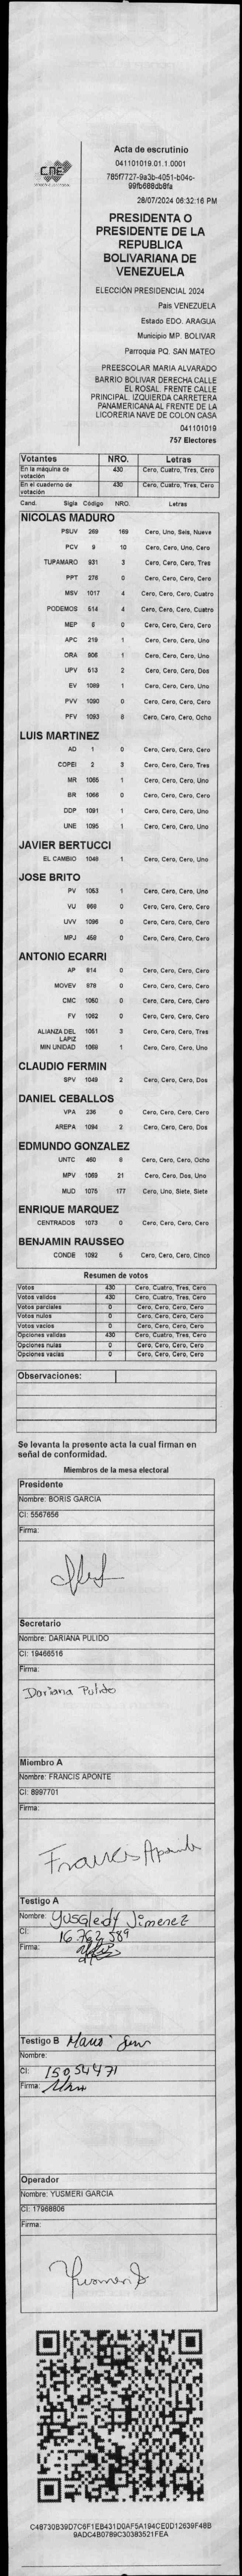 CNE
Acta de escrutinio
041101019.01.1.0001
785f7727-9a3b-4051-b04c-
99fb688db8fa
28/07/2024 06:32:16 PM
PRESIDENTA O
PRESIDENTE DE LA
REPUBLICA
BOLIVARIANA DE
VENEZUELA
ELECCIÓN PRESIDENCIAL 2024
País VENEZUELA
Estado EDO. ARAGUA
Municipio MP. BOLIVAR
Parroquia PQ. SAN MATEO
PREESCOLAR MARIA ALVARADO
BARRIO BOLIVAR DERECHA CALLE
EL ROSAL. FRENTE CALLE
PRINCIPAL. IZQUIERDA CARRETERA
PANAMERICANA AL FRENTE DE LA
LICORERIA NAVE DE COLON CASA
041101019
757 Electores
Votantes NRO. Letras
En la máquina de votación 430 Cero, Cuatro, Tres, Cero
En el cuaderno de votación 430 Cero, Cuatro, Tres, Cero
Cand. Sigla Código NRO. Letras
NICOLAS MADURO
PSUV 269 169 Cero, Uno, Seis, Nueve
PCV 9 10 Cero, Cero, Uno, Cero
TUPAMARO 931 3 Cero, Cero, Cero, Tres
PPT 278 0 Cero, Cero, Cero, Cero
MSV 1017 4 Cero, Cero, Cero, Cuatro
PODEMOS 514 4 Cero, Cero, Cero, Cuatro
MEP 5 0 Cero, Cero, Cero, Cero
APC 219 1 Cero, Cero, Cero, Uno
ORA 906 1 Cero, Cero, Cero, Uno
UPV 513 2 Cero, Cero, Cero, Dos
EV 1089 1 Cero, Cero, Cero, Uno
PVV 1090 0 Cero, Cero, Cero, Cero
PFV 1093 8 Cero, Cero, Cero, Ocho
LUIS MARTINEZ
AD 1 0 Cero, Cero, Cero, Cero
COPEI 2 3 Cero, Cero, Cero, Tres
MR 1065 1 Cero, Cero, Cero, Uno
BR 1066 0 Cero, Cero, Cero, Cero
DDP 1091 1 Cero, Cero, Cero, Uno
UNE 1095 1 Cero, Cero, Cero, Uno
JAVIER BERTUCCI
EL CAMBIO 1048 1 Cero, Cero, Cero, Uno
JOSE BRITO
PV 1053 1 Cero, Cero, Cero, Uno
VU 868 0 Cero, Cero, Cero, Cero
UVV 1096 0 Cero, Cero, Cero, Cero
MPJ 458 0 Cero, Cero, Cero, Cero
ANTONIO ECARRI
AP 814 0 Cero, Cero, Cero, Cero
MOVEV 878 0 Cero, Cero, Cero, Cero
CMC 1050 0 Cero, Cero, Cero, Cero
FV 1062 0 Cero, Cero, Cero, Cero
ALIANZA DEL LAPIZ 1051 3 Cero, Cero, Cero, Tres
MIN UNIDAD 1069 1 Cero, Cero, Cero, Uno
CLAUDIO FERMIN
SPV 1049 2 Cero, Cero, Cero, Dos
DANIEL CEBALLOS
VPA 236 0 Cero, Cero, Cero, Cero
AREPA 1094 2 Cero, Cero, Cero, Dos
EDMUNDO GONZALEZ
UNTC 460 8 Cero, Cero, Cero, Ocho
MPV 1069 21 Cero, Cero, Dos, Uno
MUD 1075 177 Cero, Uno, Siete, Siete
ENRIQUE MARQUEZ
CENTRADOS 1073 0 Cero, Cero, Cero, Cero
BENJAMIN RAUSSEO
CONDE 1092 5 Cero, Cero, Cero, Cinco
Resumen de votos
Votos 430 Cero, Cuatro, Tres, Cero
Votos validos 430 Cero, Cuatro, Tres, Cero
Votos parciales 0 Cero, Cero, Cero, Cero
Votos nulos 0 Cero, Cero, Cero, Cero
Votos vacios 0 Cero, Cero, Cero, Cero
Opciones validas 430 Cero, Cuatro, Tres, Cero
Opciones nulas 0 Cero, Cero, Cero, Cero
Opciones vacias 0 Cero, Cero, Cero, Cero
Observaciones:
Se levanta la presente acta la cual firman en
señal de conformidad.
Miembros de la mesa electoral
Presidente
Nombre: BORIS GARCIA
CI: 5567656
Firma:
Secretario
Nombre: DARIANA PULIDO
CI: 19466516
Firma:
Dariana Pulido
Miembro A
Nombre: FRANCIS APONTE
CI: 8997701
Firma:
Francis Aponte
Testigo A
Nombre: Yusgledy Jimenez
CI: 16.762.589
Firma:
Testigo B
Nombre:
CI: 15054471
Firma:
Operador
Nombre: YUSMERI GARCIA
CI: 17968806
Firma:
C48730B39D7C6F1EB431D0AF5A194CE0D12639F48B
9ADC4B0789C30383521FEA